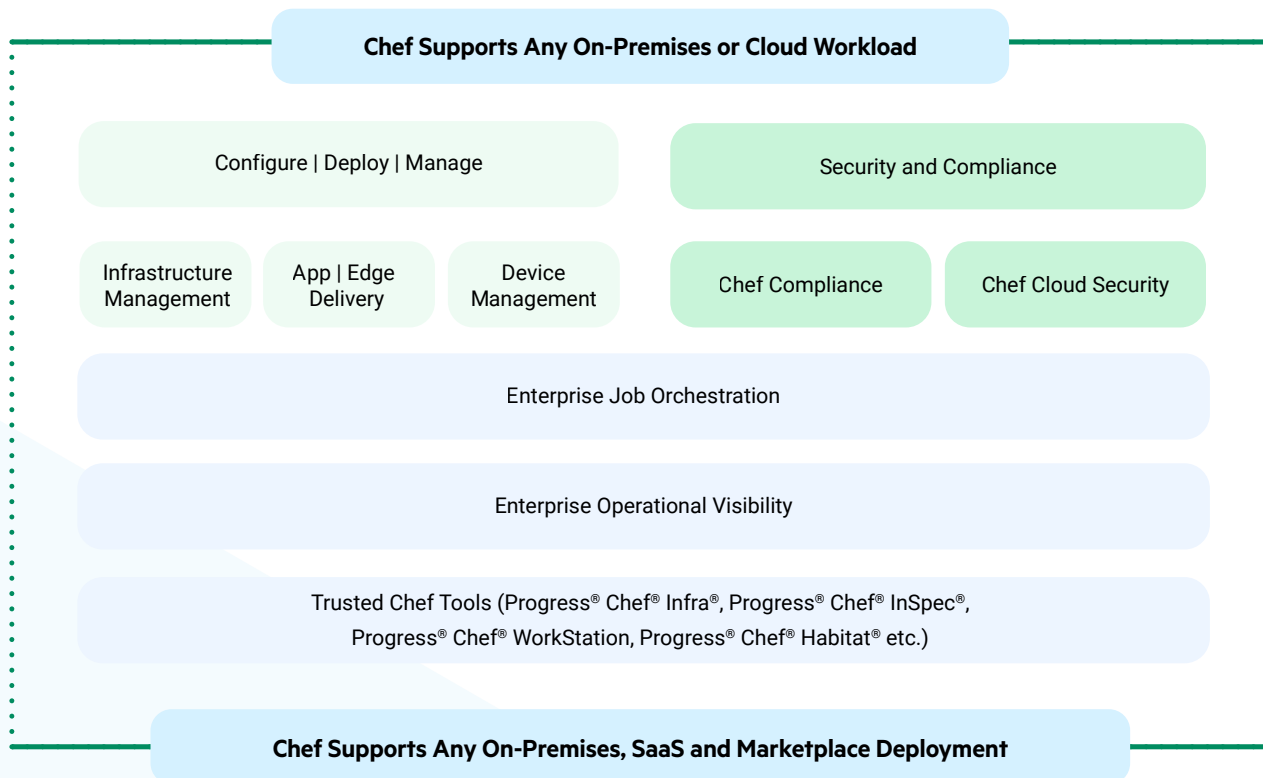 Chef Supports Any On-Premises or Cloud Workload
Configure | Deploy | Manage
Security and Compliance
Infrastructure
Management
App | Edge
Delivery
Device
Management
Chef Compliance
Chef Cloud Security
Enterprise Job Orchestration
Enterprise Operational Visibility
Trusted Chef Tools (Progress® Chef® Infra®, Progress® Chef® InSpec®,
Progress® Chef® WorkStation, Progress® Chef® Habitat® etc.)
Chef Supports Any On-Premises, SaaS and Marketplace Deployment